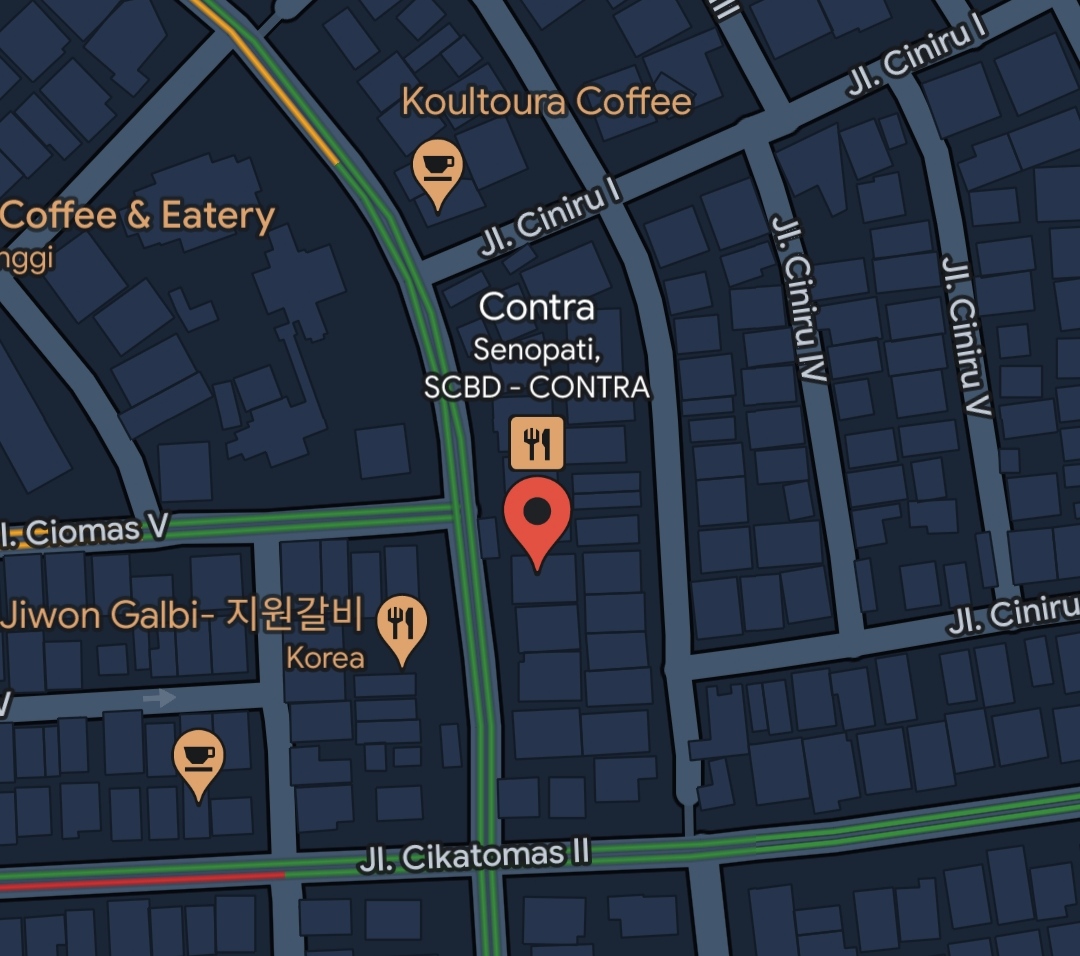 Jl. Ciniru I
Koultoura Coffee
Coffee & Eatery
nggi
Jl. Ciniru I
Jl. Ciniru IV
Jl. Ciniru V
Contra
Senopati,
SCBD - CONTRA
Jl. Ciomas V
Jiwon Galbi- 지원갈비
Korea
Jl. Ciniru
V
Jl. Cikatomas II